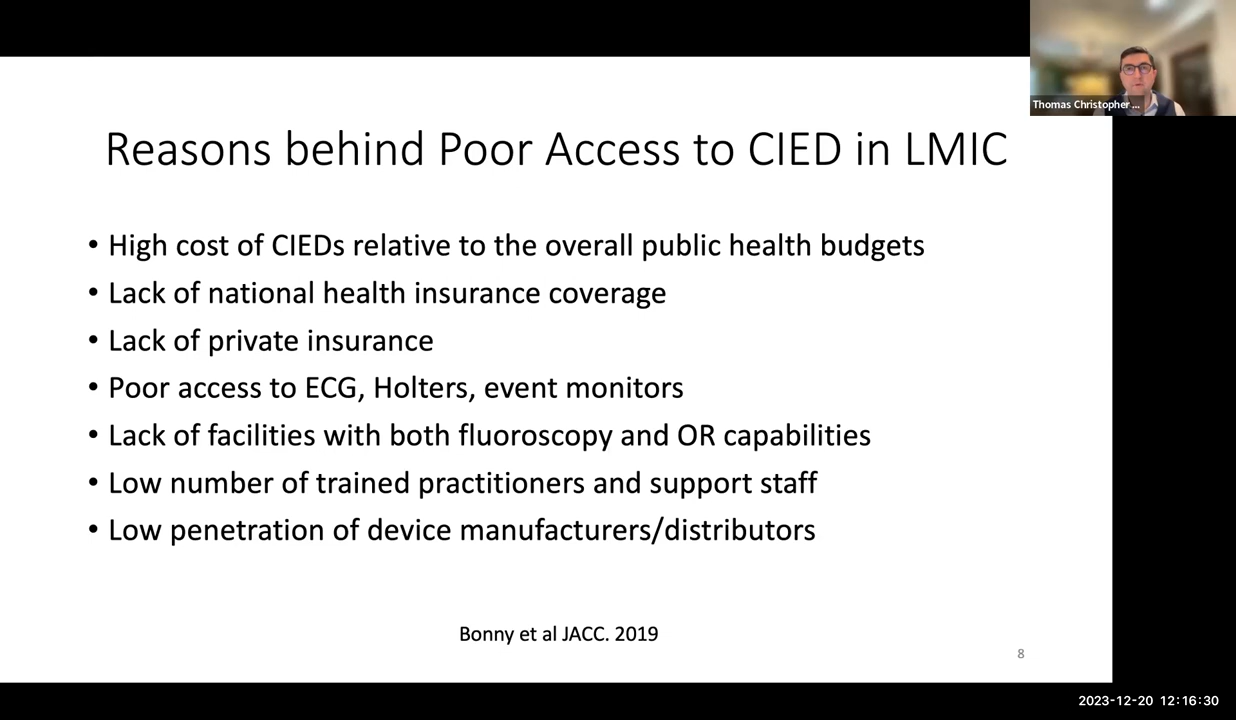 Thomas Christopher ...
Reasons behind Poor Access to CIED in LMIC
• High cost of CIEDs relative to the overall public health budgets
• Lack of national health insurance coverage
• Lack of private insurance
• Poor access to ECG, Holters, event monitors
• Lack of facilities with both fluoroscopy and OR capabilities
• Low number of trained practitioners and support staff
• Low penetration of device manufacturers/distributors
Bonny et al JACC. 2019
8
2023-12-20 12:16:30